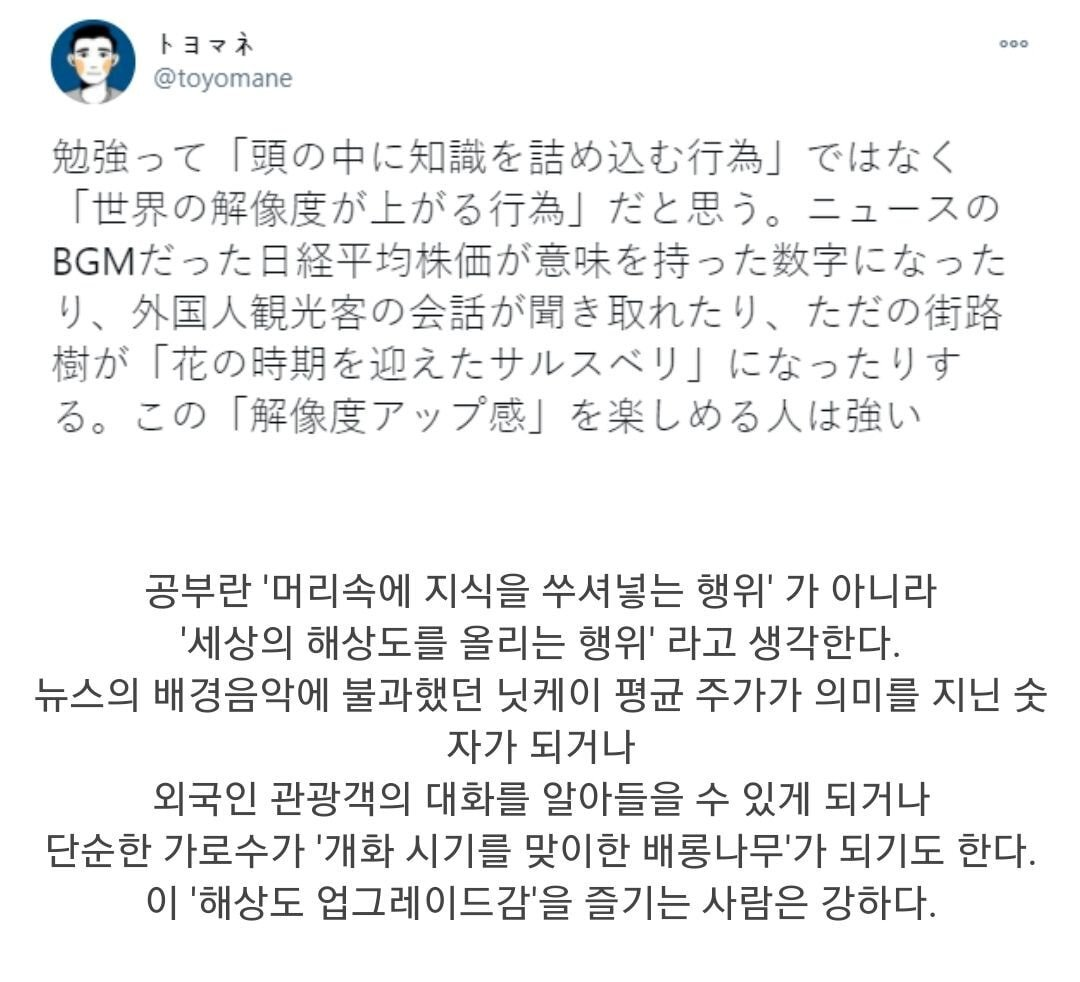 トヨマネ
@toyomane
勉強って「頭の中に知識を詰め込む行為」ではなく
「世界の解像度が上がる行為」だと思う。ニュースの
BGMだった日経平均株価が意味を持った数字になった
り、外国人観光客の会話が聞き取れたり、ただの街路
樹が「花の時期を迎えたサルスベリ」になったりす
る。この「解像度アップ感」を楽しめる人は強い
공부란 '머리속에 지식을 쑤셔넣는 행위' 가 아니라
'세상의 해상도를 올리는 행위' 라고 생각한다.
뉴스의 배경음악에 불과했던 닛케이 평균 주가가 의미를 지닌 숫
자가 되거나
외국인 관광객의 대화를 알아들을 수 있게 되거나
단순한 가로수가 '개화 시기를 맞이한 배롱나무'가 되기도 한다.
이 '해상도 업그레이드감'을 즐기는 사람은 강하다.